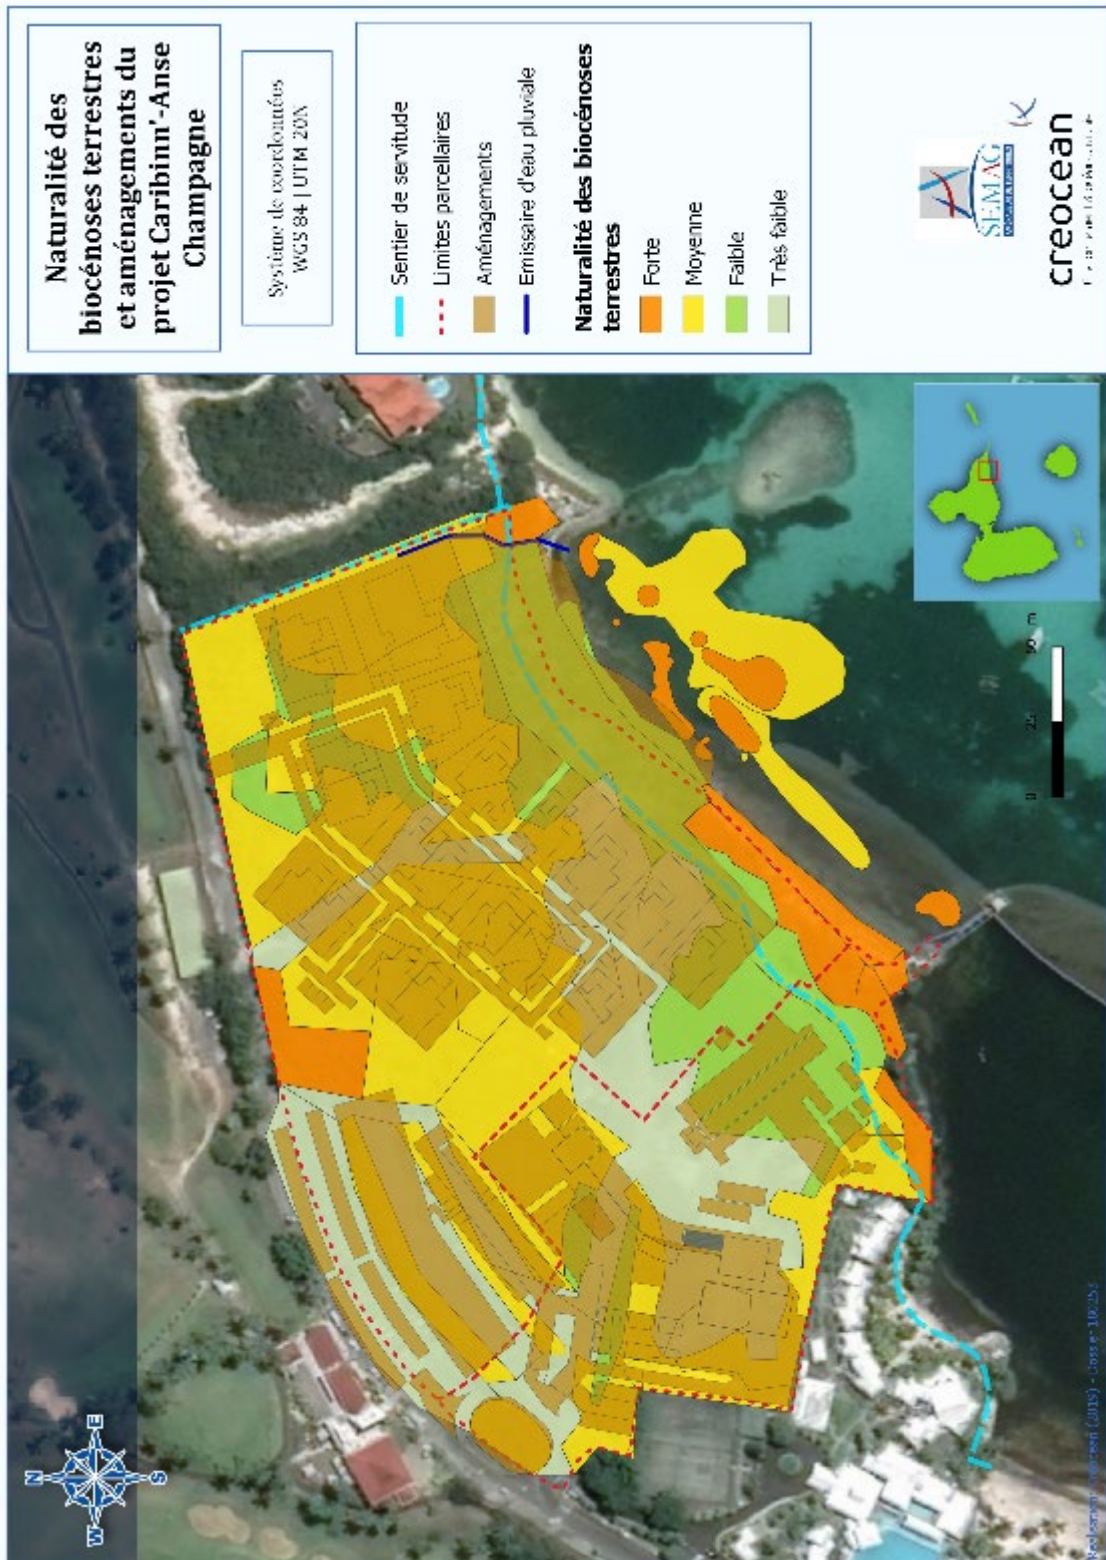 Naturalité des
biocénoses terrestres
et aménagements du
projet Caribinn'-Anse
Champagne
Système de coordonnées
WGS 84 | UTM 20N
Sentier de servitude
Limites parcellaires
Aménagements
Emissaire d'eau pluviale
Naturalité des biocénoses
terrestres
Forte
Moyenne
Faible
Très faible
SEMAG
creocean
N
W E
S
0 25 50 m
(2019)